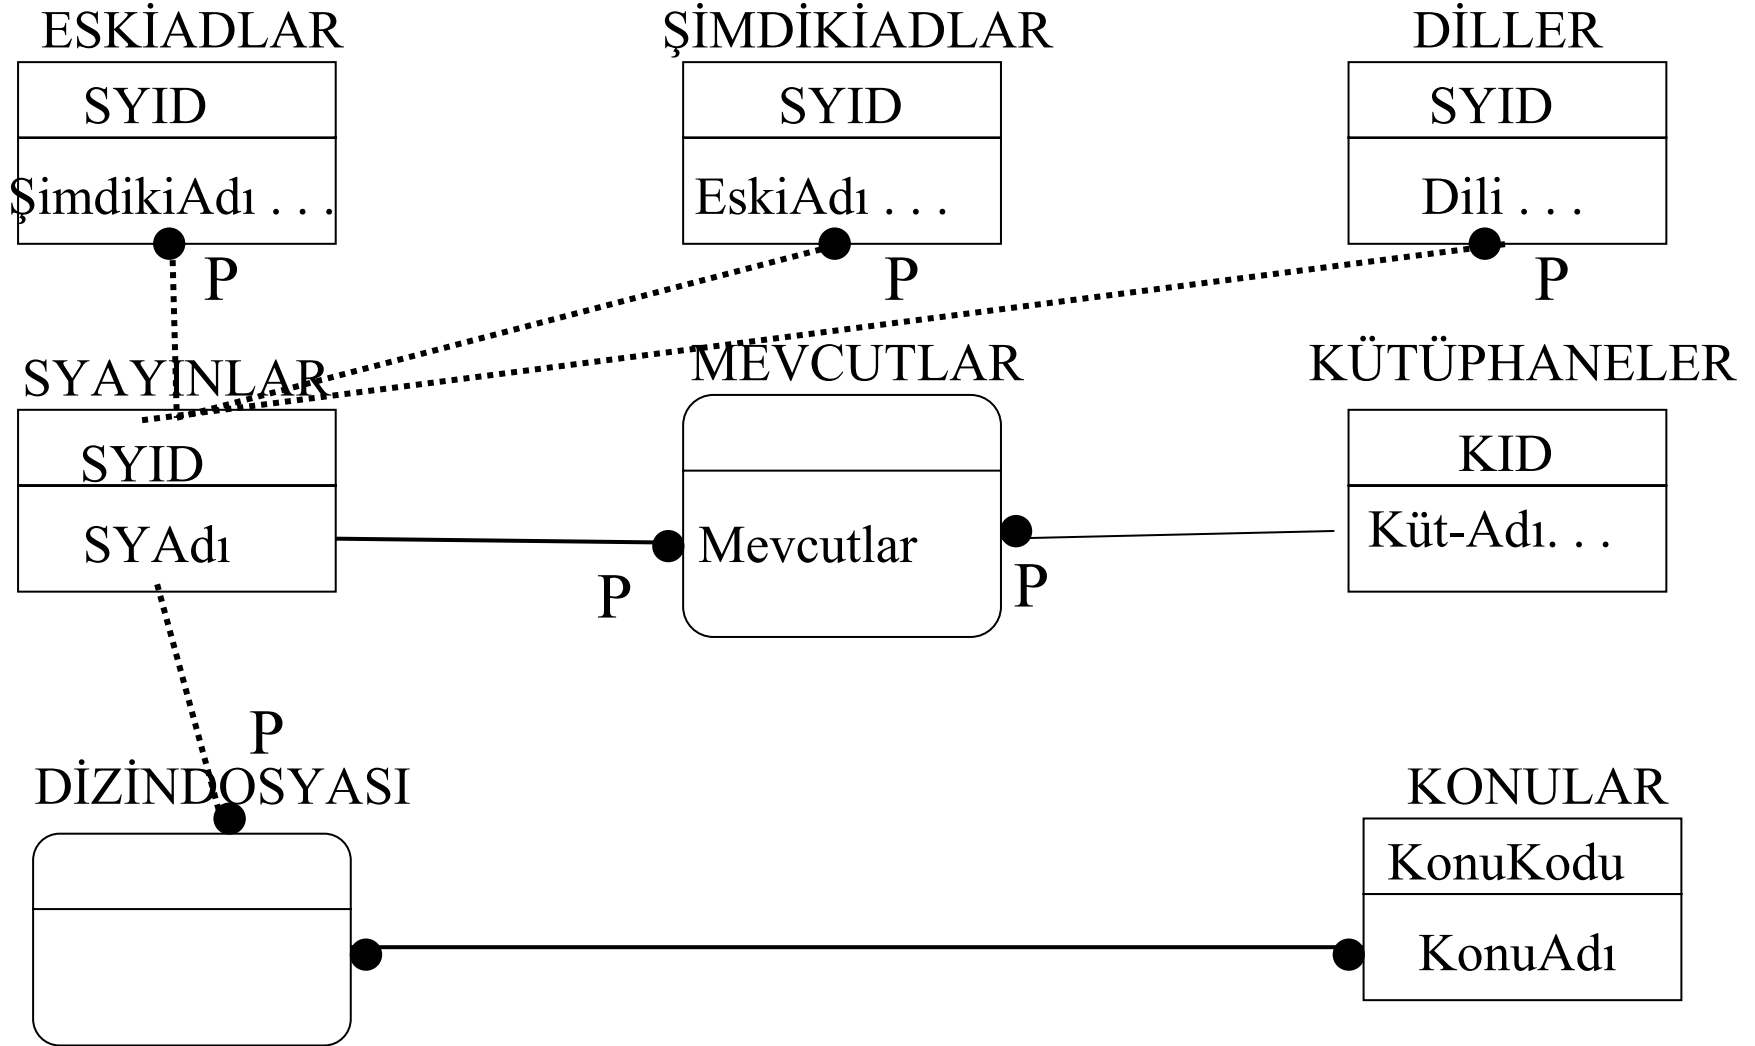 ESKİADLAR
SYID
ŞimdikiAdı . . .
P
ŞİMDİKİADLAR
SYID
EskiAdı . . .
P
DİLLER
SYID
Dili . . .
P
SYAYINLAR
SYID
SYAdı
P
MEVCUTLAR
Mevcutlar
P
KÜTÜPHANELER
KID
Küt-Adı. . .
P
DİZİNDOSYASI
KONULAR
KonuKodu
KonuAdı